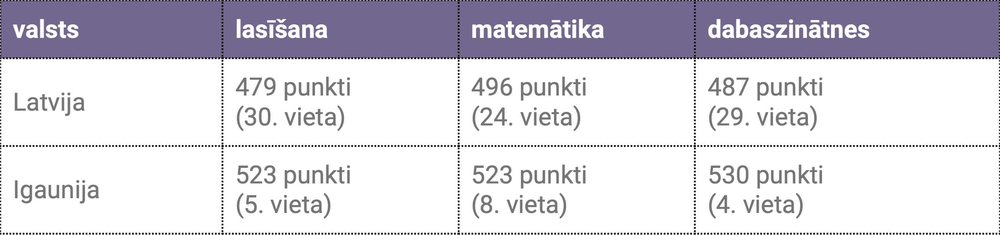 valsts lasīšana matemātika dabaszinātnes
Latvija 479 punkti (30. vieta) 496 punkti (24. vieta) 487 punkti (29. vieta)
Igaunija 523 punkti (5. vieta) 523 punkti (8. vieta) 530 punkti (4. vieta)